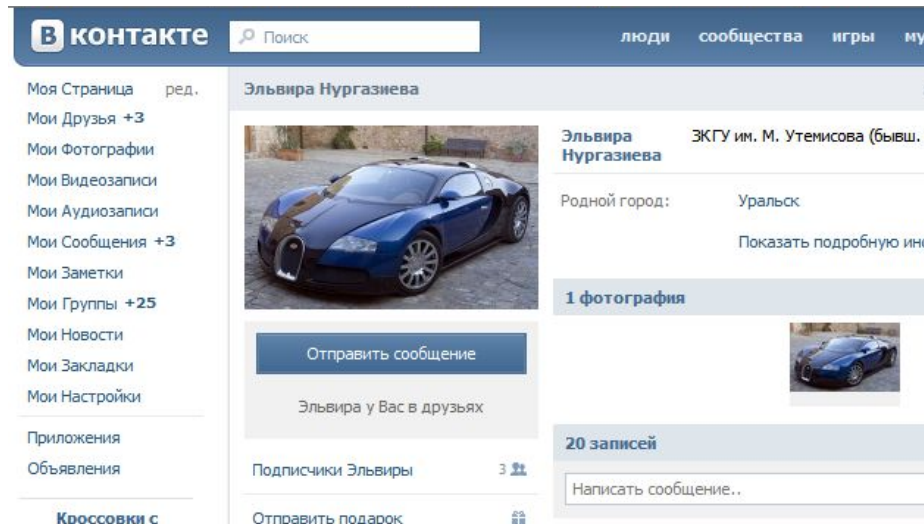 В контакте
Поиск
люди
сообщества
игры
Моя Страница
ред.
Мои Друзья +3
Мои Фотографии
Мои Видеозаписи
Мои Аудиозаписи
Мои Сообщения +3
Мои Заметки
Мои Группы +25
Мои Новости
Мои Закладки
Мои Настройки
Приложения
Объявления
Кроссовки с
Эльвира Нургазиева
Отправить сообщение
Эльвира у Вас в друзьях
Подписчики Эльвиры 3
Отправить подарок
Эльвира
Нургазиева
ЗКГУ им. М. Утемисова (бывш.
Родной город: Уральск
Показать подробную
1 фотография
20 записей
Написать сообщение..